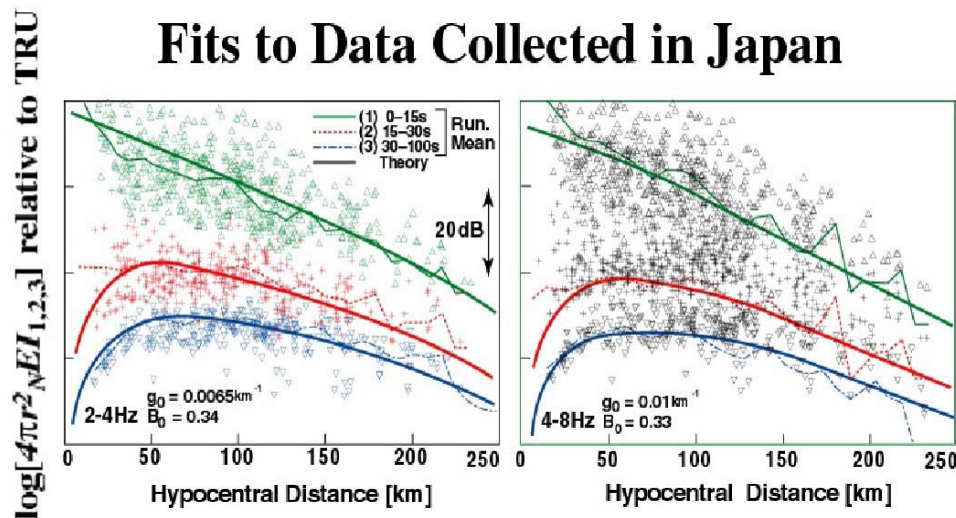 Fits to Data Collected in Japan
log[4πr²_N EI_1,2,3] relative to TRU
(1) 0–15s
(2) 15–30s
(3) 30–100s
Run.
Mean
Theory
20dB
g₀ = 0.0065km⁻¹
2-4Hz B₀ = 0.34
0 50 100 150 200 250
Hypocentral Distance [km]
g₀ = 0.01km⁻¹
4-8Hz B₀ = 0.33
0 50 100 150 200 250
Hypocentral Distance [km]